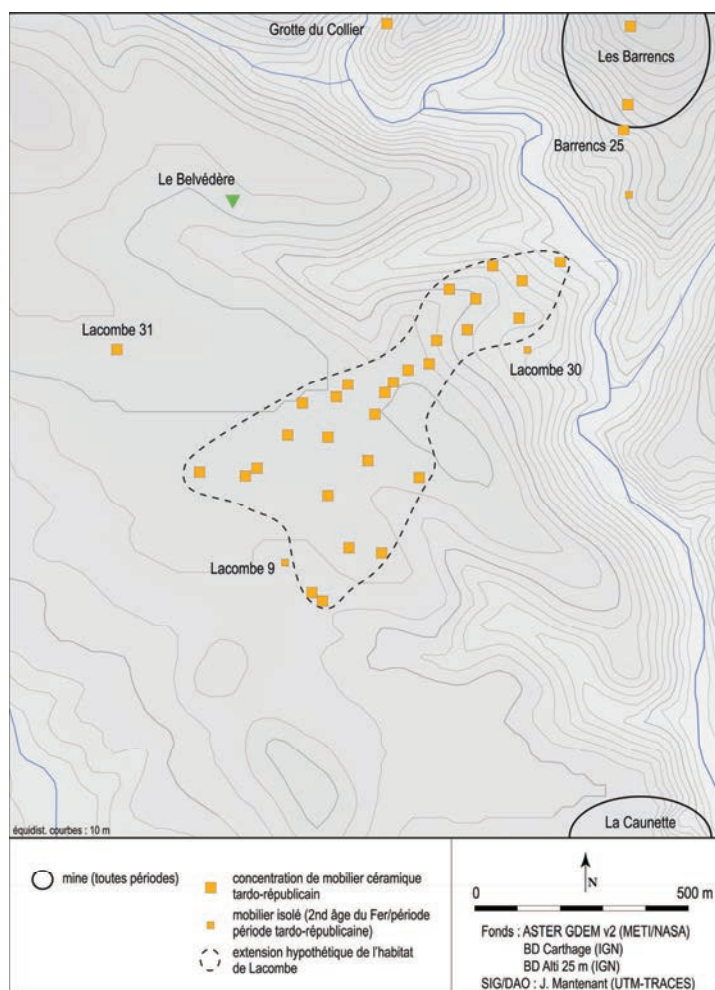 Grotte du Collier
Les Barrencs
Barrencs 25
Le Belvédère
Lacombe 31
Lacombe 30
Lacombe 9
La Caunette
équidist. courbes : 10 m
mine (toutes périodes)
concentration de mobilier céramique
tardo-républicain
mobilier isolé (2nd âge du Fer/période
période tardo-républicaine)
extension hypothétique de l'habitat
de Lacombe
N
0 500 m
Fonds : ASTER GDEM v2 (METI/NASA)
BD Carthage (IGN)
BD Alti 25 m (IGN)
SIG/DAO : J. Mantenant (UTM-TRACES)